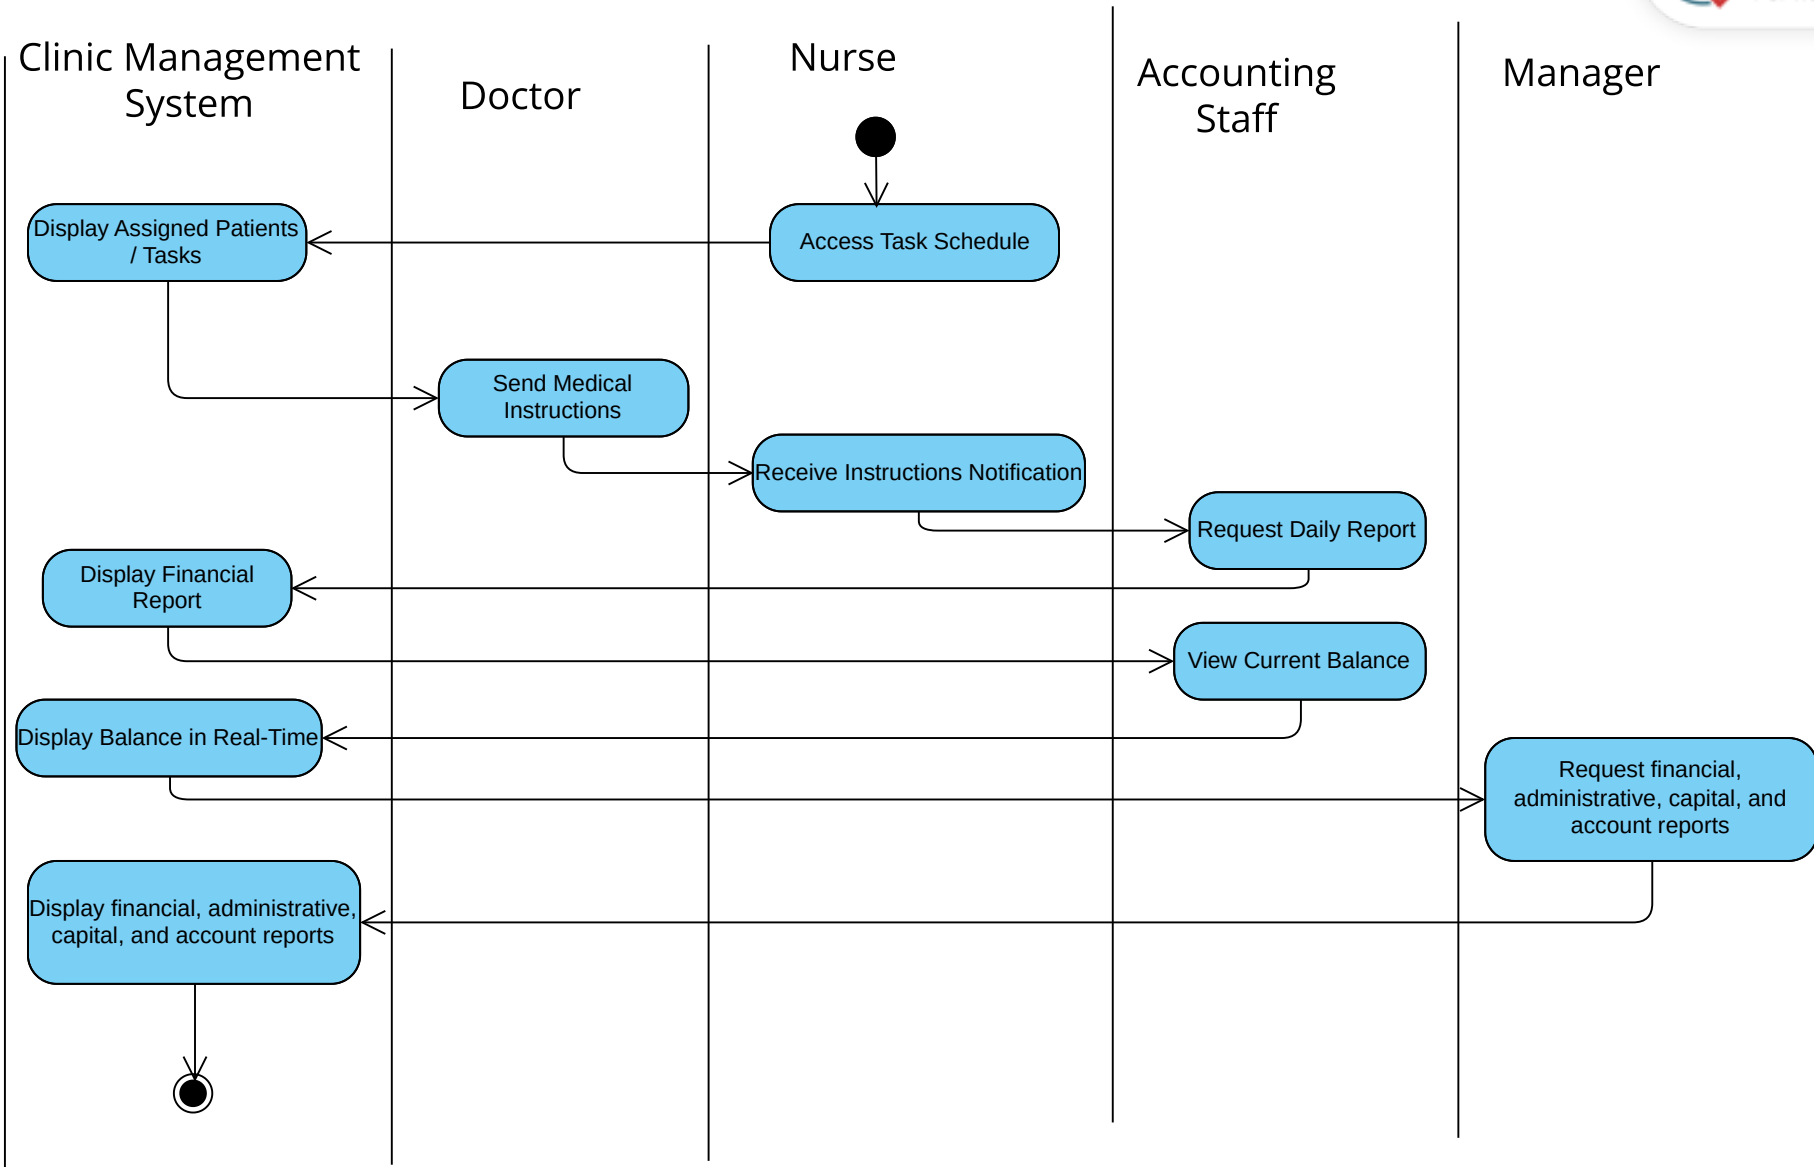 Clinic Management
System
Doctor
Nurse
Accounting
Staff
Manager
Display Assigned Patients
/ Tasks
Access Task Schedule
Send Medical
Instructions
Receive Instructions Notification
Request Daily Report
Display Financial
Report
View Current Balance
Display Balance in Real-Time
Request financial,
administrative, capital, and
account reports
Display financial, administrative,
capital, and account reports